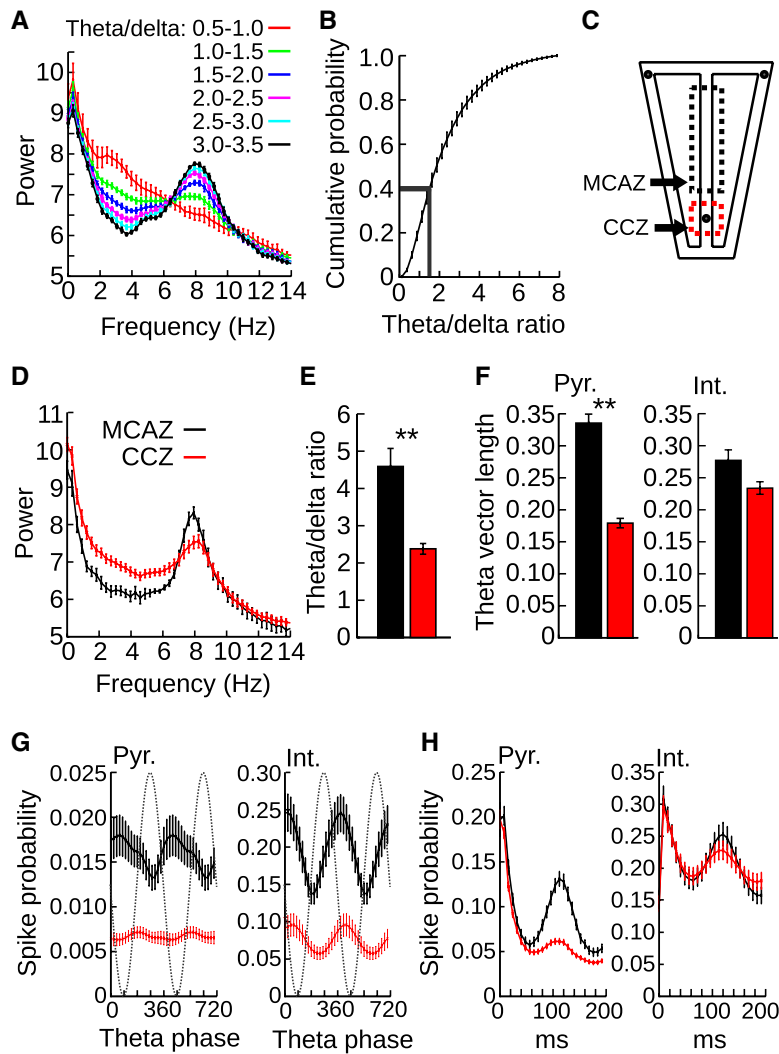 A
Theta/delta: 0.5-1.0
1.0-1.5
1.5-2.0
2.0-2.5
2.5-3.0
3.0-3.5
Power
10
9
8
7
6
5
0 2 4 6 8 10 12 14
Frequency (Hz)
B
Cumulative probability
1.0
0.8
0.6
0.4
0.2
0
0 2 4 6 8
Theta/delta ratio
C
MCAZ
CCZ
D
MCAZ
CCZ
Power
11
10
9
8
7
6
5
0 2 4 6 8 10 12 14
Frequency (Hz)
E
Theta/delta ratio
6
5
4
3
2
1
0
**
F
Pyr.
**
Theta vector length
0.35
0.30
0.25
0.20
0.15
0.10
0.05
0
Int.
0.35
0.30
0.25
0.20
0.15
0.10
0.05
0
G
Pyr.
Spike probability
0.025
0.020
0.015
0.010
0.005
0
0 360 720
Theta phase
Int.
0.30
0.25
0.20
0.15
0.10
0.05
0
0 360 720
Theta phase
H
Pyr.
Spike probability
0.25
0.20
0.15
0.10
0.05
0
0 100 200
ms
Int.
0.35
0.30
0.25
0.20
0.15
0.10
0.05
0
0 100 200
ms